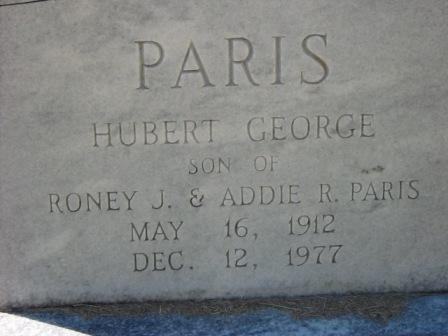 PARIS
HUBERT GEORGE
SON OF
RONEY J. & ADDIE R. PARIS
MAY 16, 1912
DEC. 12, 1977